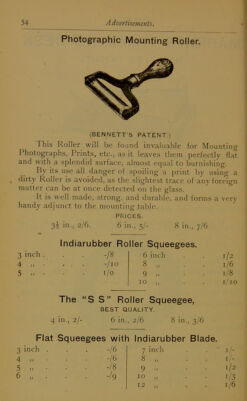 54 Advertisements.
Photographic Mounting Roller.
(BENNETT'S PATENT.)
This Roller will be found invaluable for Mounting
Photographs, Prints, etc., as it leaves them perfectly flat
and with a splendid surface, almost equal to burnishing.
By its use all danger of spoiling a print by using a
dirty Roller is avoided, as the slightest trace of any foreign
matter can be at once detected on the glass.
It is well made, strong, and durable, and forms a very
handy adjunct to the mounting table.
PRICES.
3½ in., 2/6. 6 in., 5/- 8 in., 7/6
Indiarubber Roller Squeegees.
3 inch . . . -/8 6 inch . . . 1/2
4 " . . . -/10 8 " . . . 1/6
5 " . . . 1/0 9 " . . . 1/8
10 " . . . 1/10
The "S S" Roller Squeegee,
BEST QUALITY.
4 in., 2/- 6 in., 2/6 8 in., 3/6
Flat Squeegees with Indiarubber Blade.
3 inch . . . -/6 7 inch . . . 1/-
4 " . . . -/6 8 " . . . 1/-
5 " . . . -/8 9 " . . . 1/2
6 " . . . -/9 10 " . . . 1/3
12 " . . . 1/6